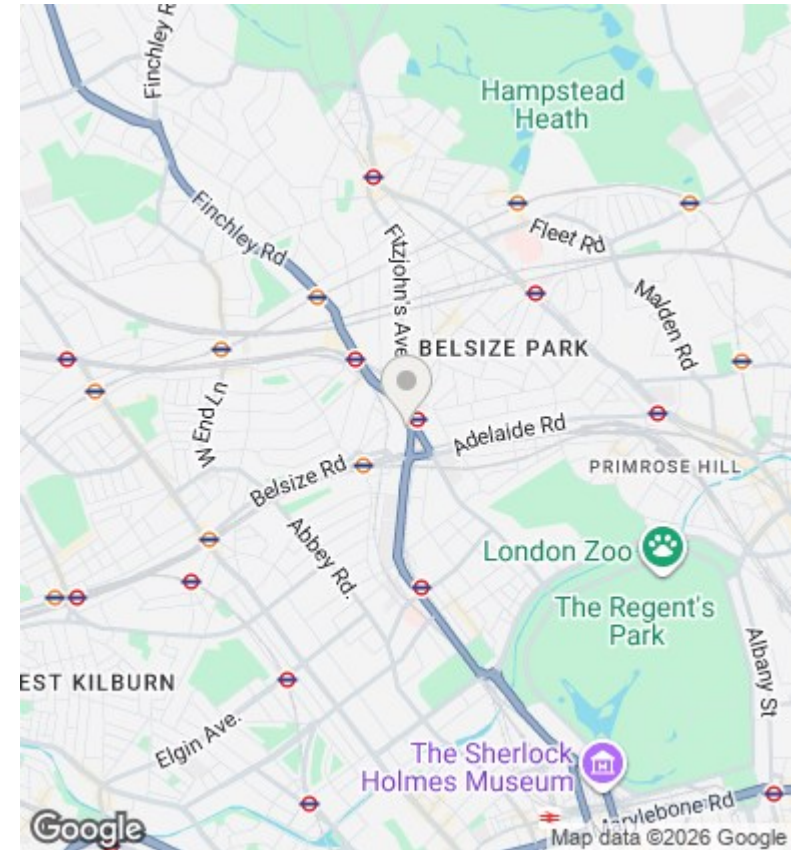 Finchley R
Hampstead
Heath
Finchley Rd
Fitzjohn's Ave
Fleet Rd
Malden Rd
BELSIZE PARK
W End Ln
Adelaide Rd
Belsize Rd
PRIMROSE HILL
Abbey Rd.
London Zoo
The Regent's
Park
Albany St
EST KILBURN
Elgin Ave.
The Sherlock
Holmes Museum
arylebone Rd
Google
Map data ©2026 Google